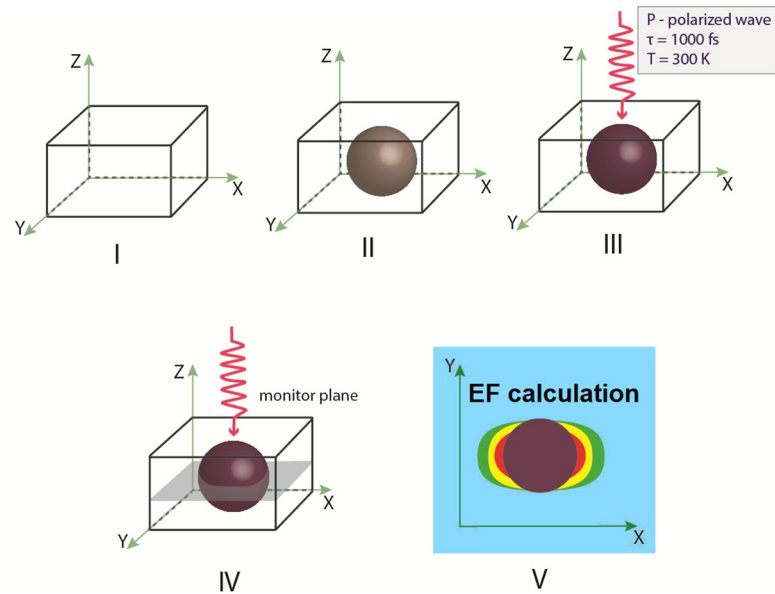 P - polarized wave
τ = 1000 fs
T = 300 K
Z
X
Y
I
Z
X
Y
II
Z
X
Y
III
Z
monitor plane
X
Y
IV
Y
EF calculation
X
V